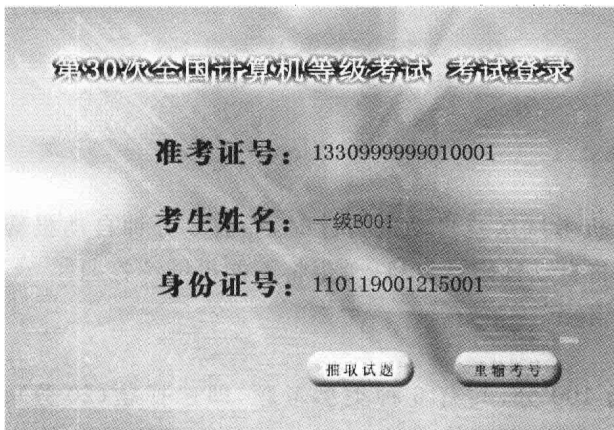 第30次全国计算机等级考试 考试登录
准考证号：1330999999010001
考生姓名：一级B001
身份证号：110119001215001
抽取试题 重输考号